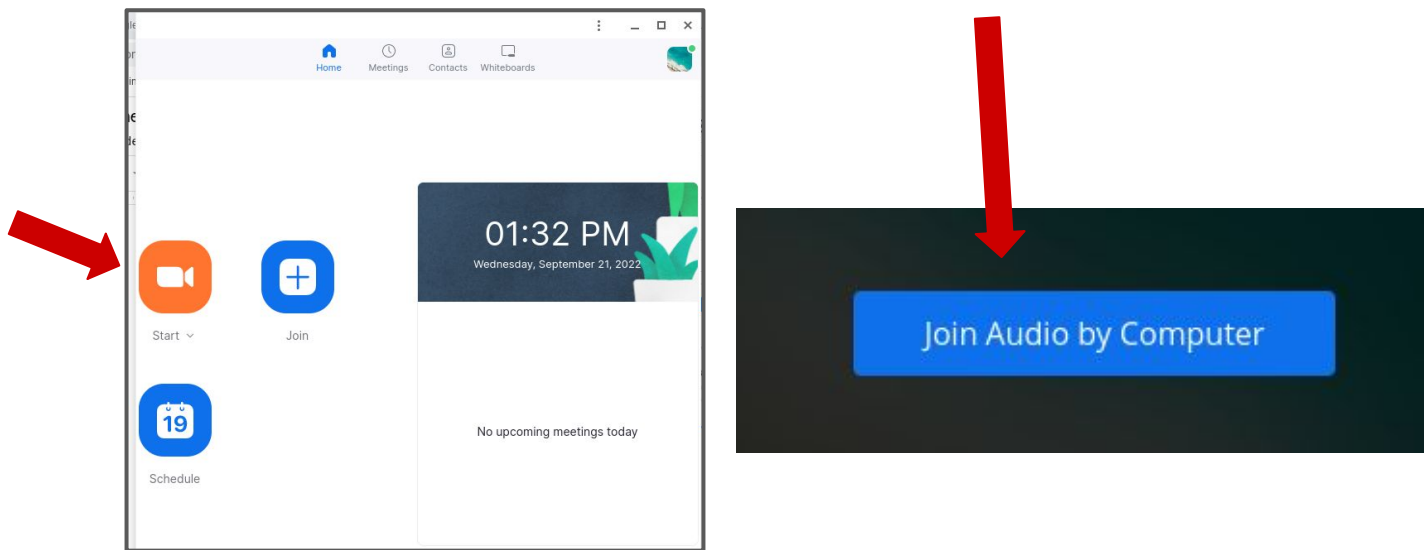 Home
Meetings
Contacts
Whiteboards
01:32 PM
Wednesday, September 21, 2022
Start
Join
19
Schedule
No upcoming meetings today
Join Audio by Computer